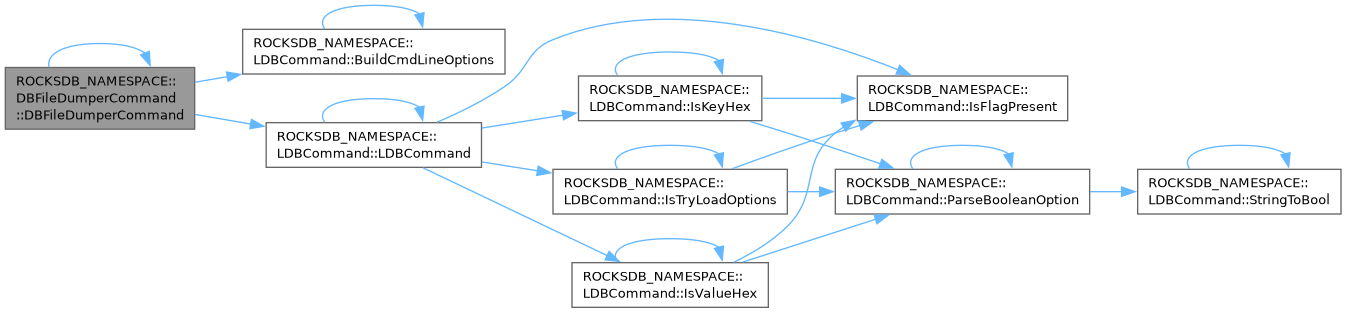 ROCKSDB_NAMESPACE::
DBFileDumperCommand
::DBFileDumperCommand
ROCKSDB_NAMESPACE::
LDBCommand::BuildCmdLineOptions
ROCKSDB_NAMESPACE::
LDBCommand::LDBCommand
ROCKSDB_NAMESPACE::
LDBCommand::IsKeyHex
ROCKSDB_NAMESPACE::
LDBCommand::IsTryLoadOptions
ROCKSDB_NAMESPACE::
LDBCommand::IsValueHex
ROCKSDB_NAMESPACE::
LDBCommand::IsFlagPresent
ROCKSDB_NAMESPACE::
LDBCommand::ParseBooleanOption
ROCKSDB_NAMESPACE::
LDBCommand::StringToBool